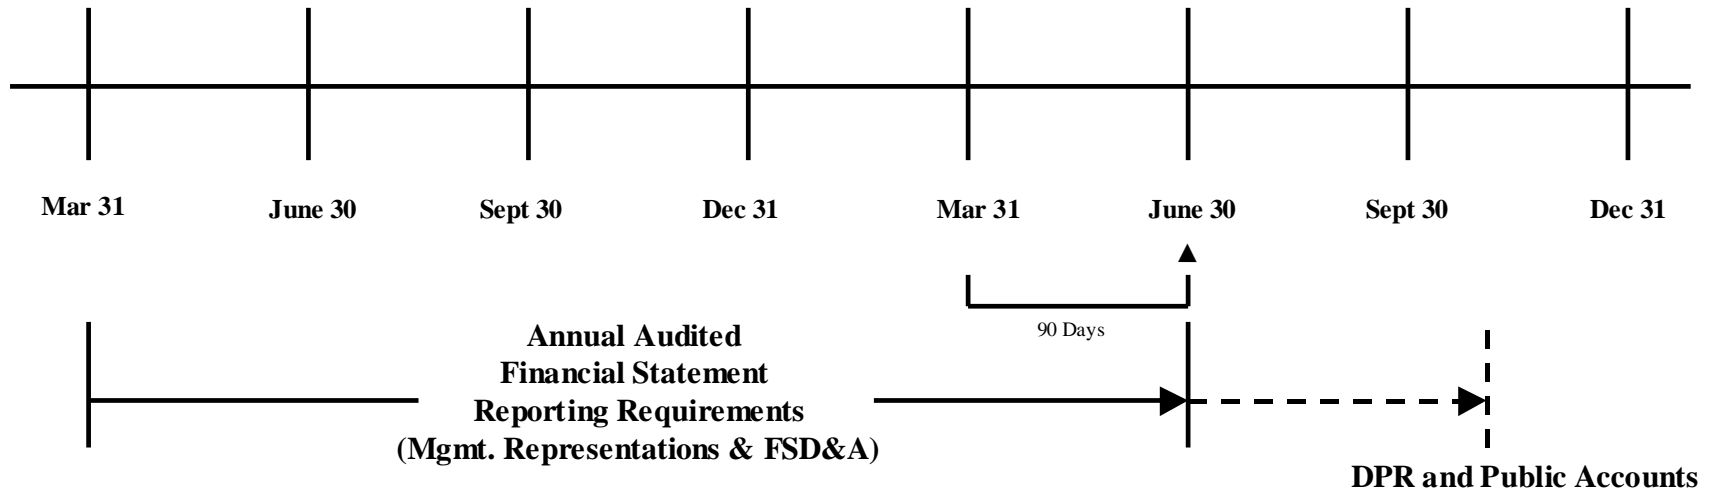 Mar 31
June 30
Sept 30
Dec 31
Mar 31
June 30
Sept 30
Dec 31
90 Days
Annual Audited
Financial Statement
Reporting Requirements
(Mgmt. Representations & FSD&A)
DPR and Public Accounts